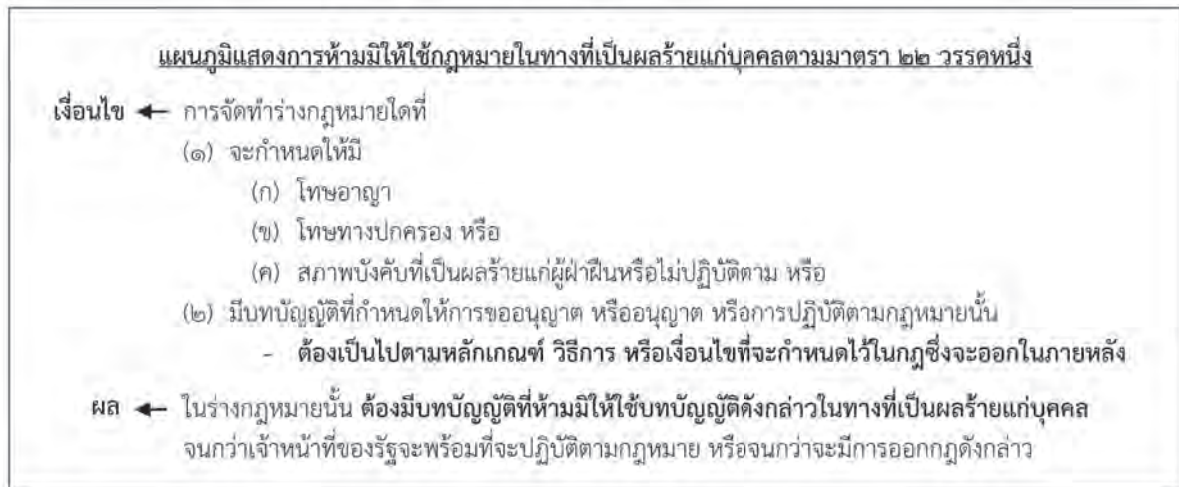 แผนภูมิแสดงการห้ามมิให้ใช้กฎหมายในทางที่เป็นผลร้ายแก่บุคคลตามมาตรา ๒๒ วรรคหนึ่ง
เงื่อนไข ← การจัดทำร่างกฎหมายใดที่
(๑) จะกำหนดให้มี
(ก) โทษอาญา
(ข) โทษทางปกครอง หรือ
(ค) สภาพบังคับที่เป็นผลร้ายแก่ผู้ฝ่าฝืนหรือไม่ปฏิบัติตาม หรือ
(๒) มีบทบัญญัติที่กำหนดให้การขออนุญาต หรืออนุญาต หรือการปฏิบัติตามกฎหมายนั้น
- ต้องเป็นไปตามหลักเกณฑ์ วิธีการ หรือเงื่อนไขที่จะกำหนดไว้ในกฎซึ่งจะออกในภายหลัง
ผล ← ในร่างกฎหมายนั้น ต้องมีบทบัญญัติที่ห้ามมิให้ใช้บทบัญญัติดังกล่าวในทางที่เป็นผลร้ายแก่บุคคล
จนกว่าเจ้าหน้าที่ของรัฐจะพร้อมที่จะปฏิบัติตามกฎหมาย หรือจนกว่าจะมีการออกกฎดังกล่าว